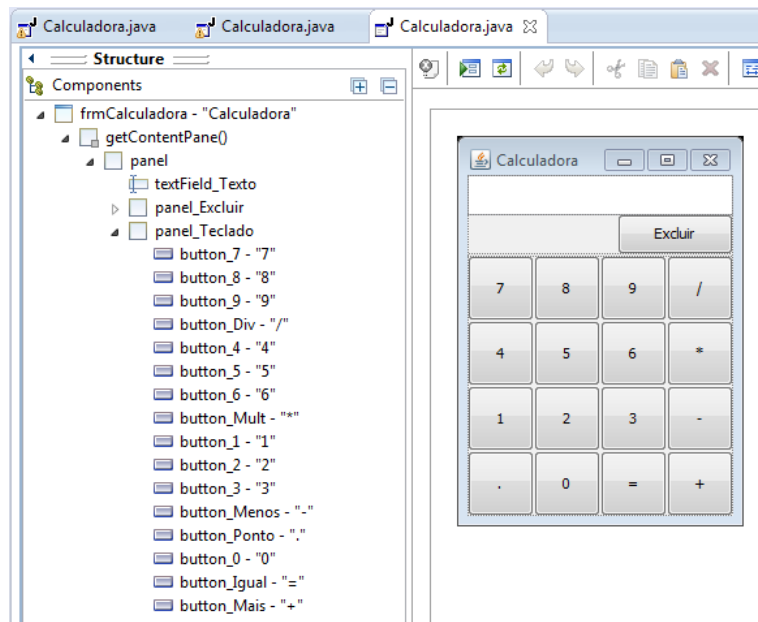 Calculadora.java Calculadora.java Calculadora.java
Structure
Components
frmCalculadora - "Calculadora"
getContentPane()
panel
textField_Texto
panel_Excluir
panel_Teclado
button_7 - "7"
button_8 - "8"
button_9 - "9"
button_Div - "/"
button_4 - "4"
button_5 - "5"
button_6 - "6"
button_Mult - "*"
button_1 - "1"
button_2 - "2"
button_3 - "3"
button_Menos - "-"
button_Ponto - "."
button_0 - "0"
button_Igual - "="
button_Mais - "+"
Calculadora
Excluir
7 8 9 /
4 5 6 *
1 2 3 -
. 0 = +